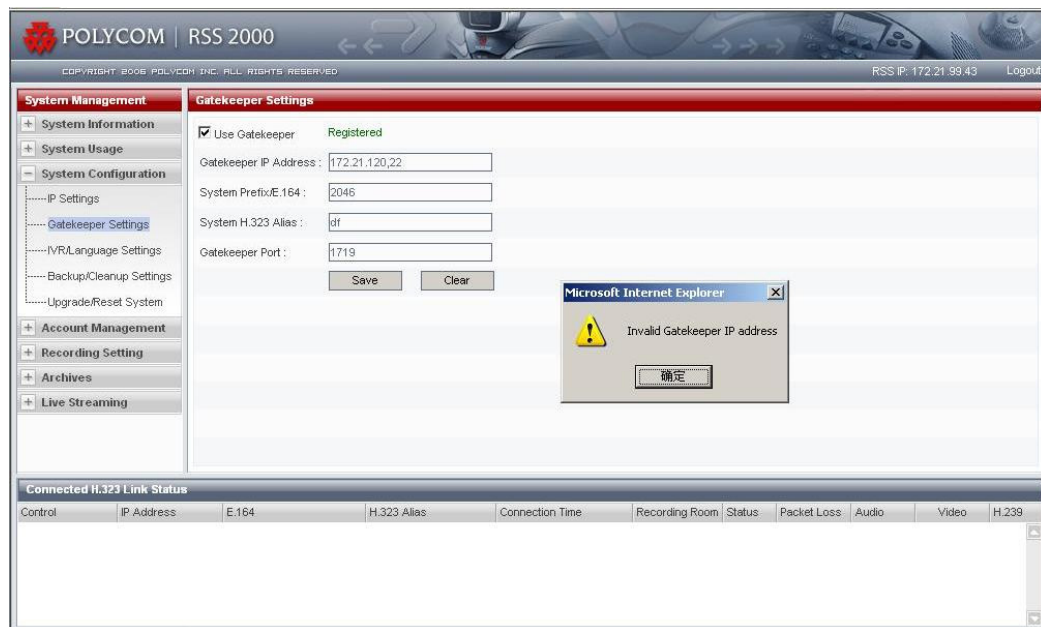 POLYCOM | RSS 2000
COPYRIGHT 2006 POLYCOM INC. ALL RIGHTS RESERVED
RSS IP: 172.21.99.43 Logout
System Management
System Information
System Usage
System Configuration
IP Settings
Gatekeeper Settings
IVR/Language Settings
Backup/Cleanup Settings
Upgrade/Reset System
Account Management
Recording Setting
Archives
Live Streaming
Gatekeeper Settings
Use Gatekeeper Registered
Gatekeeper IP Address : 172.21.120,22
System Prefix/E.164 : 2046
System H.323 Alias : df
Gatekeeper Port : 1719
Save Clear
Microsoft Internet Explorer
Invalid Gatekeeper IP address
确定
Connected H.323 Link Status
Control IP Address E.164 H.323 Alias Connection Time Recording Room Status Packet Loss Audio Video H.239